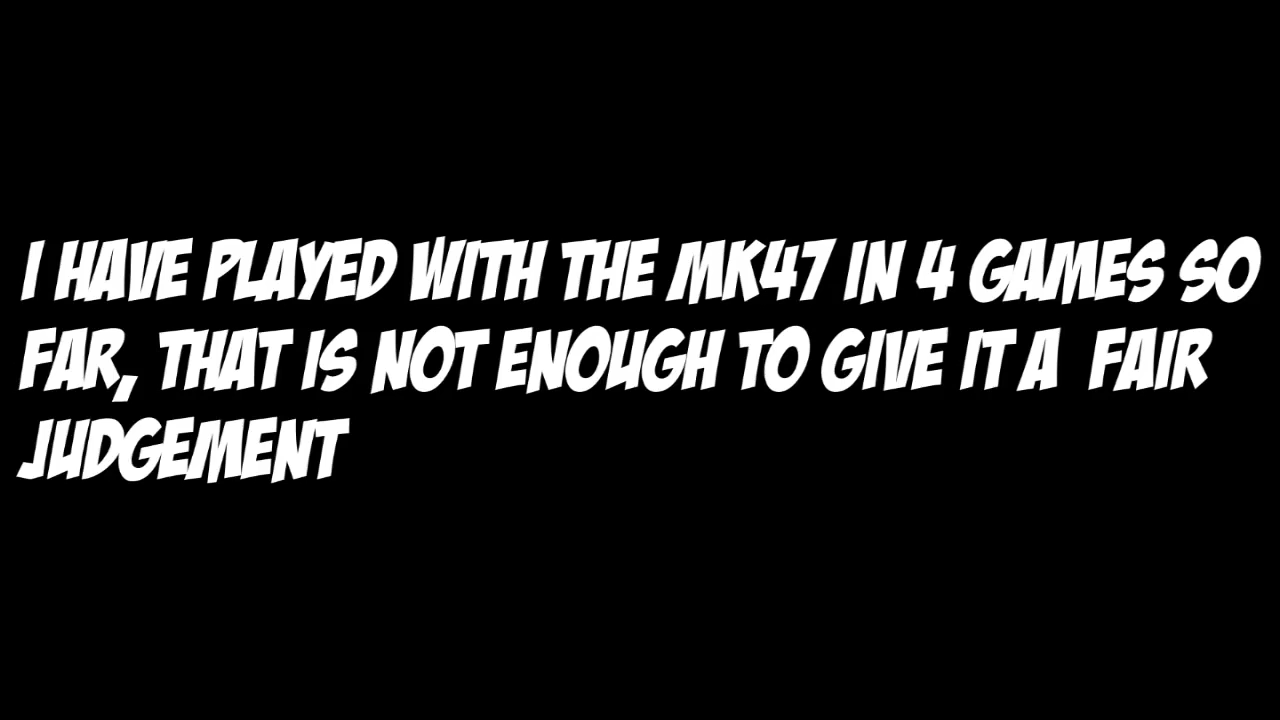 I HAVE PLAYED WITH THE MK47 IN 4 GAMES SO
FAR, THAT IS NOT ENOUGH TO GIVE IT A  FAIR
JUDGEMENT